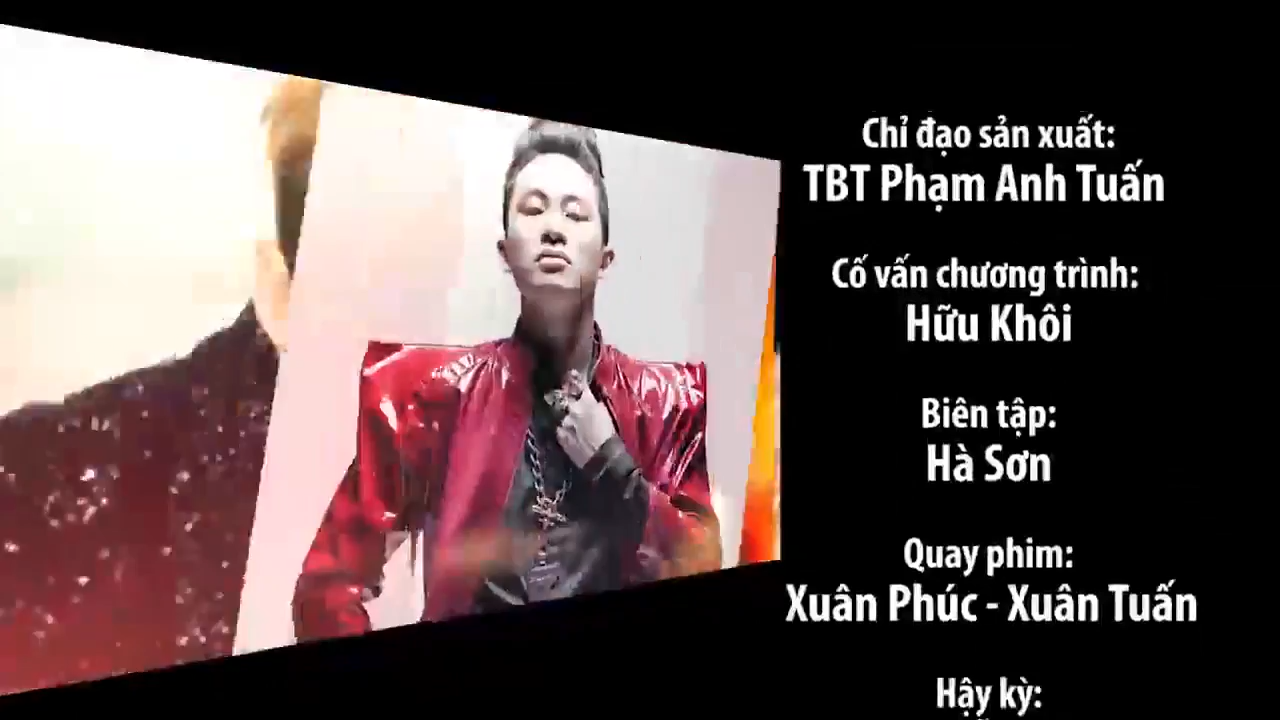 Chỉ đạo sản xuất:
TBT Phạm Anh Tuấn
Cố vấn chương trình:
Hữu Khôi
Biên tập:
Hà Sơn
Quay phim:
Xuân Phúc - Xuân Tuấn
Hậy kỳ: